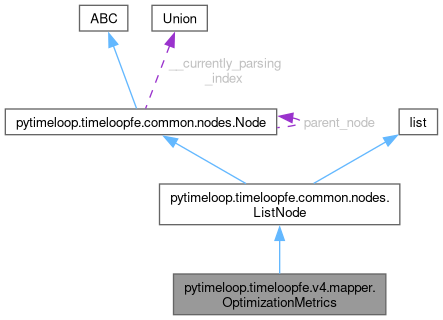 ABC
Union
__currently_parsing
_index
pytimeloop.timeloopfe.common.nodes.Node
parent_node
list
pytimeloop.timeloopfe.common.nodes.
ListNode
pytimeloop.timeloopfe.v4.mapper.
OptimizationMetrics